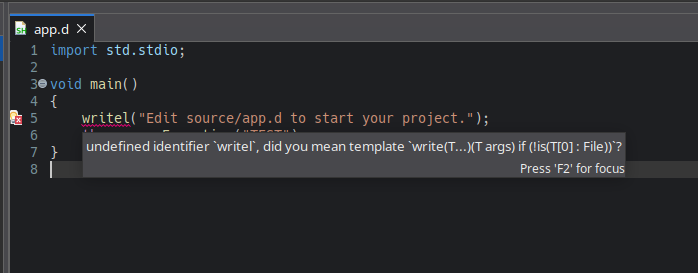 app.d
1 import std.stdio;
2
3 void main()
4 {
5 writel("Edit source/app.d to start your project.");
6
undefined identifier `writel`, did you mean template `write(T...)(T args) if (!is(T[0] : File))`?
7 }
Press 'F2' for focus
8